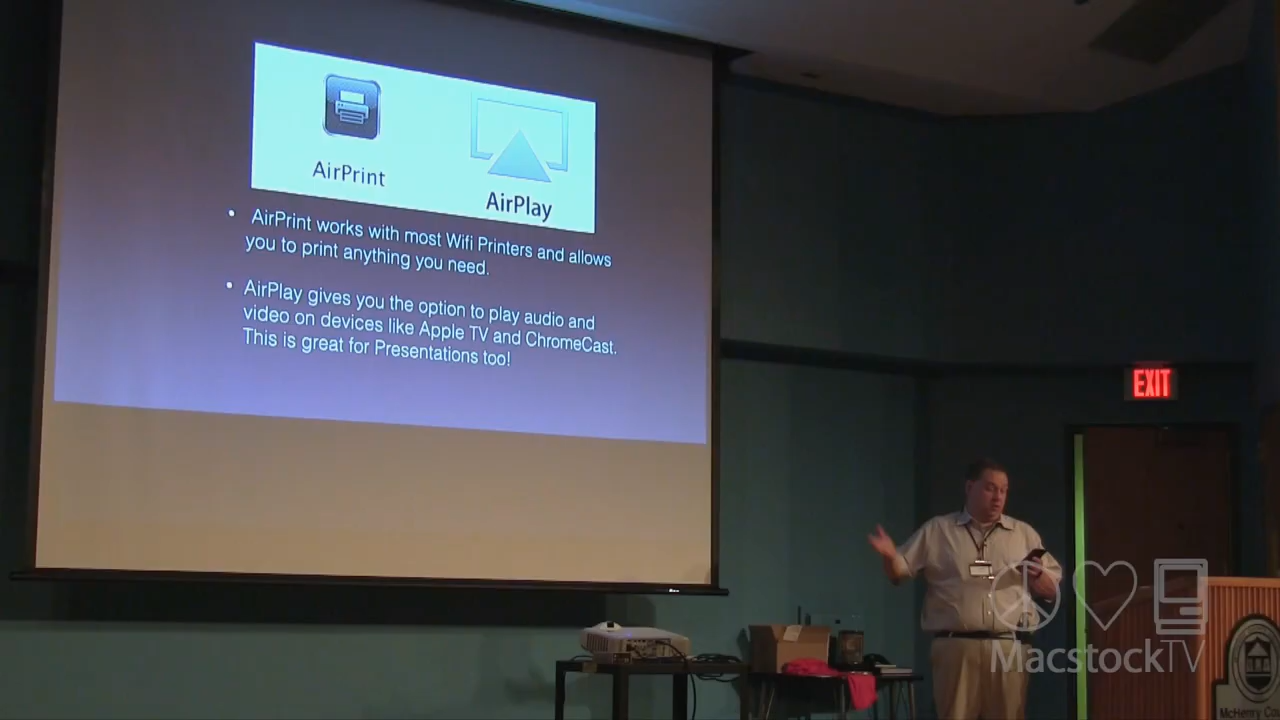 AirPrint
AirPlay
• AirPrint works with most Wifi Printers and allows
you to print anything you need.
• AirPlay gives you the option to play audio and
video on devices like Apple TV and ChromeCast.
This is great for Presentations too!
EXIT
MacstockTV
McHenry